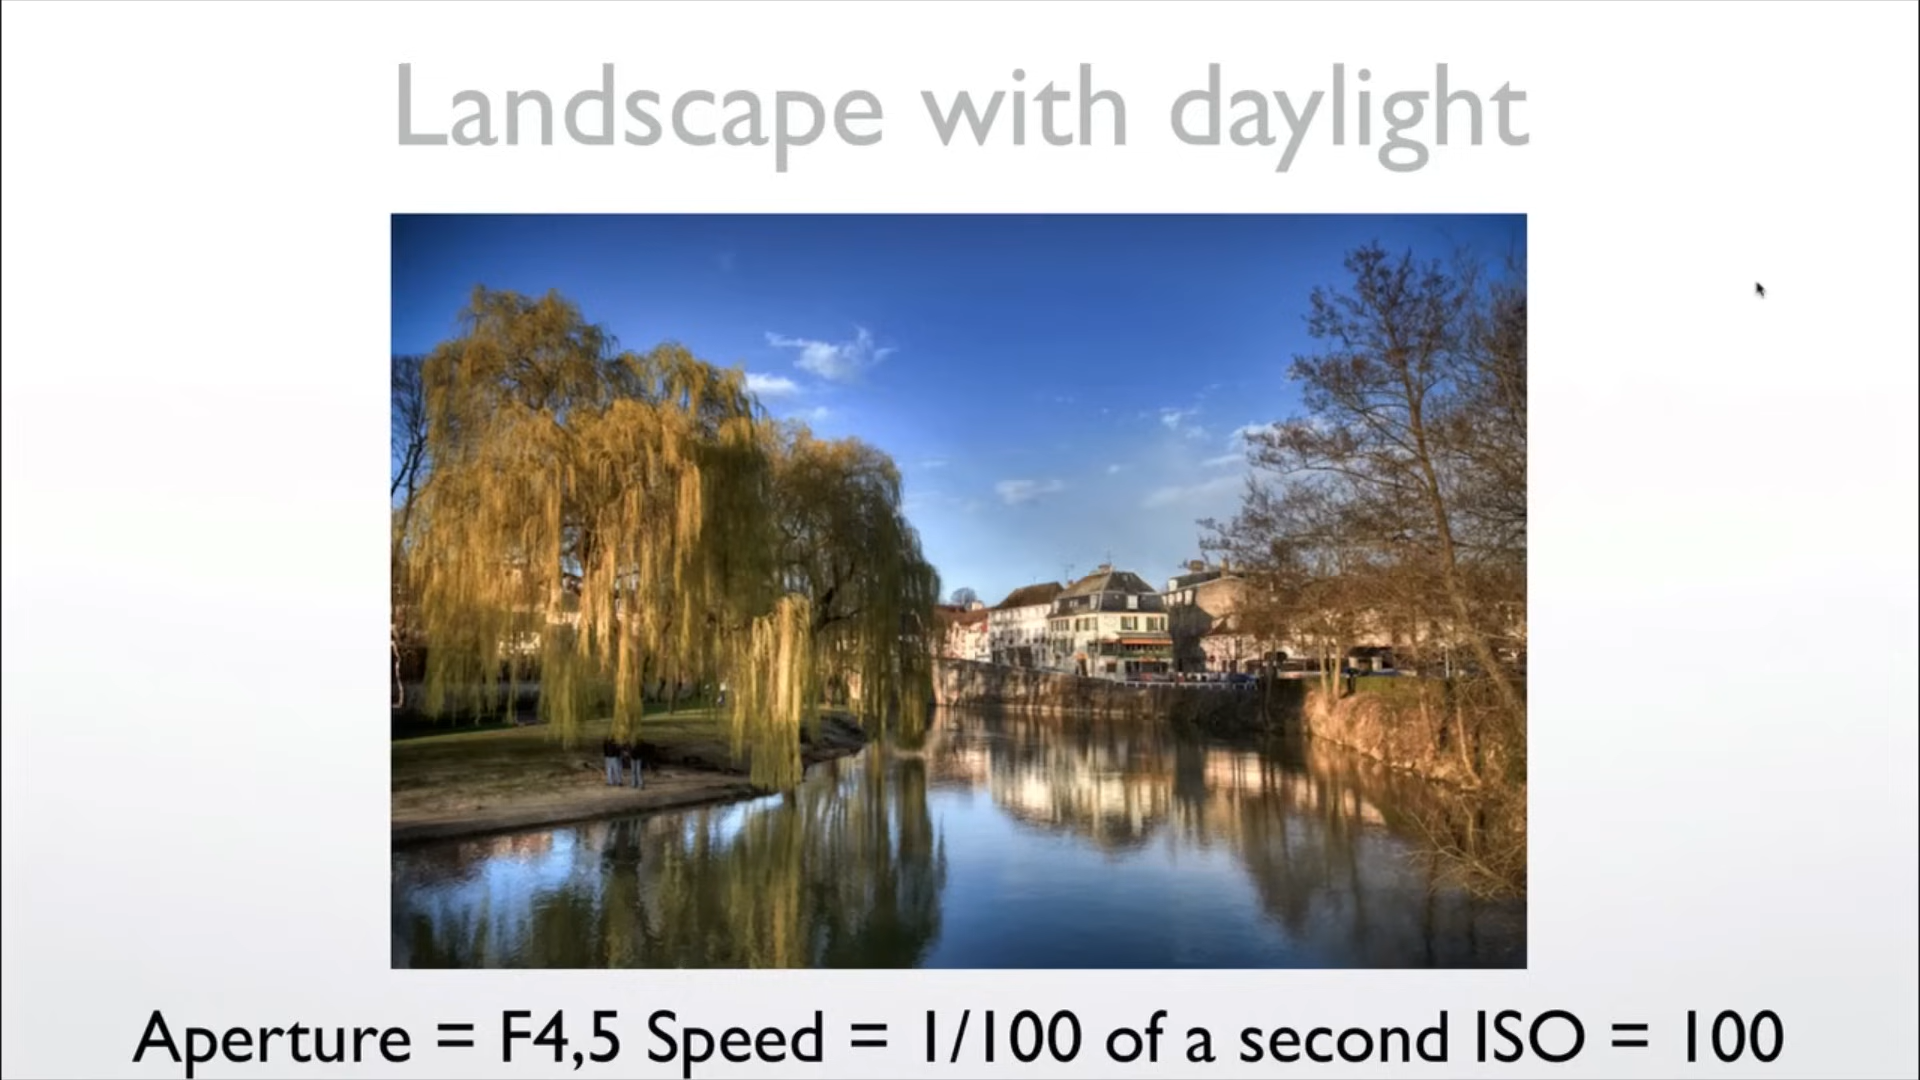 Landscape with daylight
Aperture = F4,5 Speed = 1/100 of a second ISO = 100